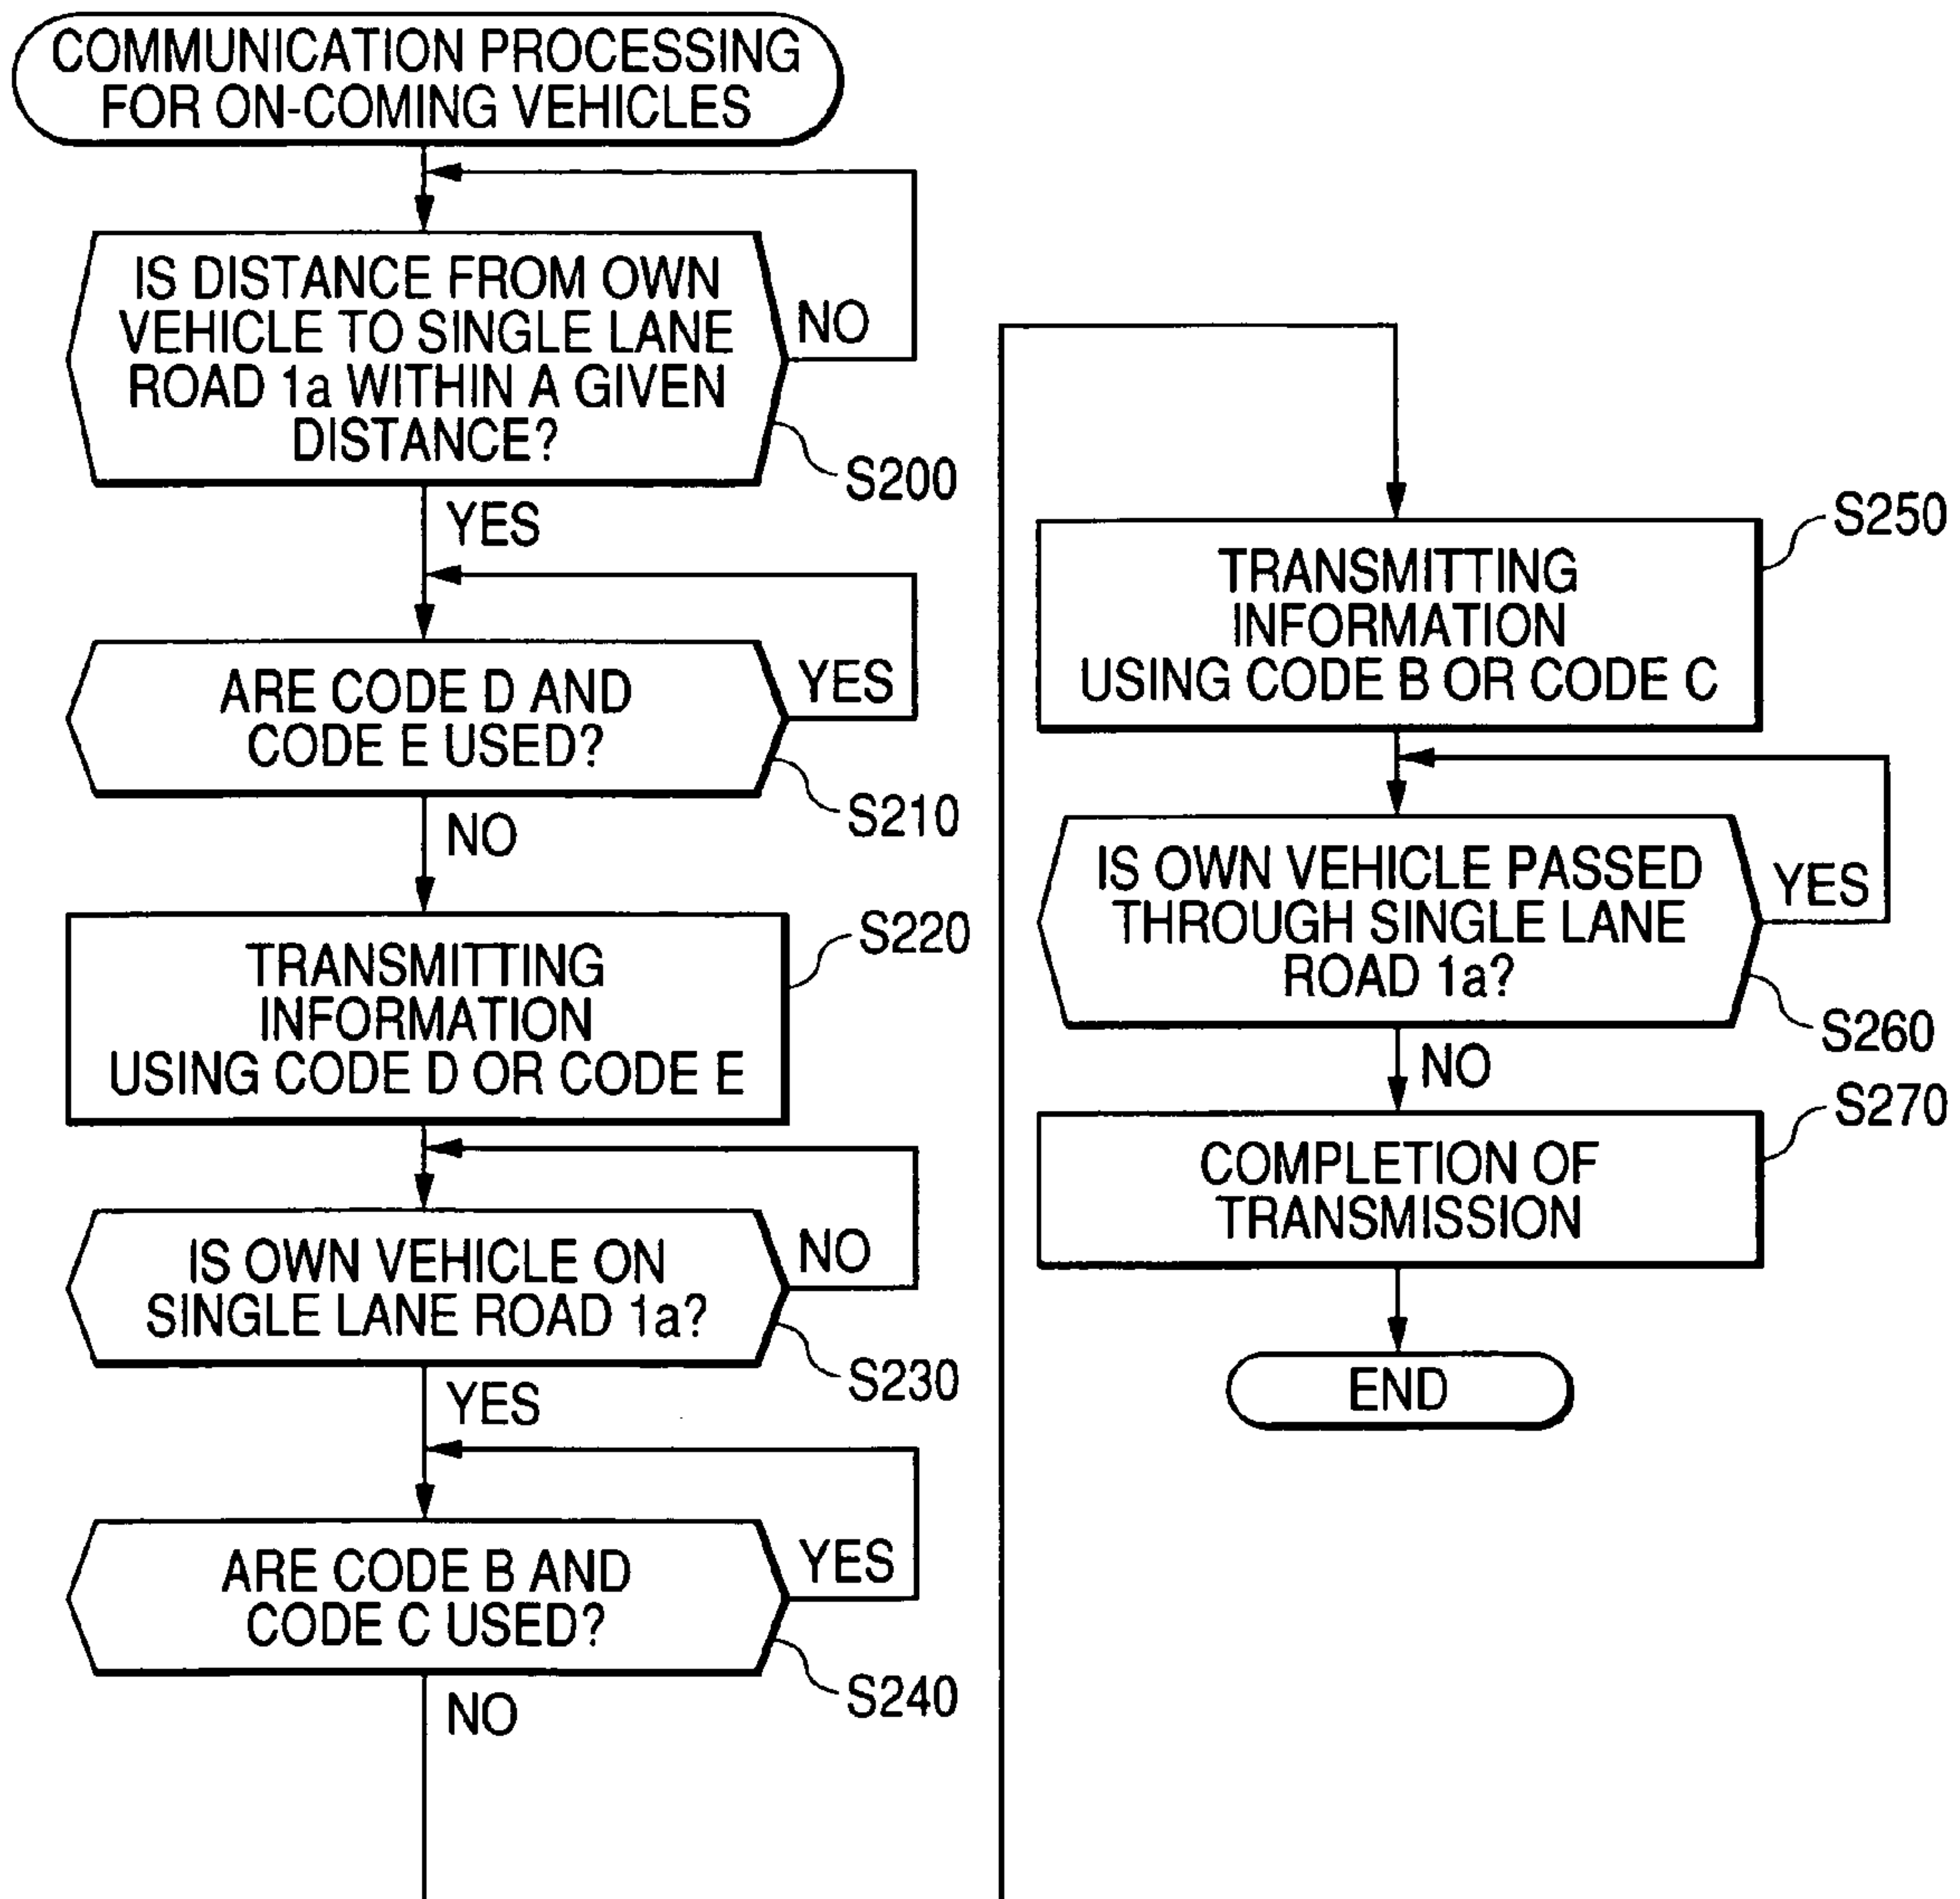 COMMUNICATION PROCESSING
FOR ON-COMING VEHICLES
IS DISTANCE FROM OWN
VEHICLE TO SINGLE LANE
ROAD 1a WITHIN A GIVEN
DISTANCE?
NO
S200
YES
ARE CODE D AND
CODE E USED?
YES
S210
NO
TRANSMITTING
INFORMATION
USING CODE D OR CODE E
S220
IS OWN VEHICLE ON
SINGLE LANE ROAD 1a?
NO
S230
YES
ARE CODE B AND
CODE C USED?
YES
S240
NO
TRANSMITTING
INFORMATION
USING CODE B OR CODE C
S250
IS OWN VEHICLE PASSED
THROUGH SINGLE LANE
ROAD 1a?
YES
S260
NO
COMPLETION OF
TRANSMISSION
S270
END